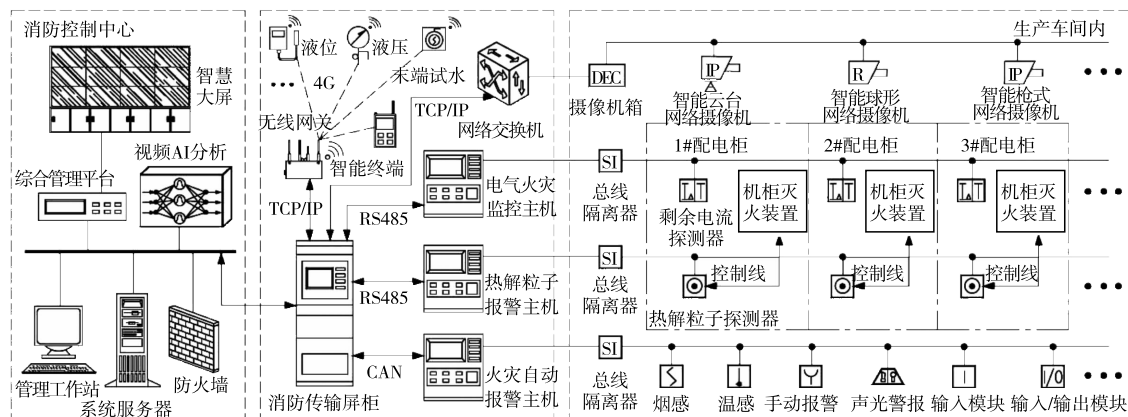 消防控制中心
智慧
大屏
视频AI分析
综合管理平台
管理工作站
系统服务器
防火墙
液位
液压
末端试水
4G
TCP/IP
无线网关
智能终端
网络交换机
TCP/IP
RS485
电气火灾
监控主机
RS485
热解粒子
报警主机
CAN
火灾自动
报警主机
消防传输屏柜
生产车间内
DEC
摄像机箱
IP
智能云台
网络摄像机
R
智能球形
网络摄像机
IP
智能枪式
网络摄像机
SI
总线
隔离器
1#配电柜
2#配电柜
3#配电柜
I T
I T
I T
剩余电流
探测器
机柜灭
火装置
机柜灭
火装置
机柜灭
火装置
SI
总线
隔离器
控制线
控制线
控制线
热解粒子探测器
SI
总线
隔离器
I/O
烟感
温感
手动报警
声光警报
输入模块
输入/输出模块